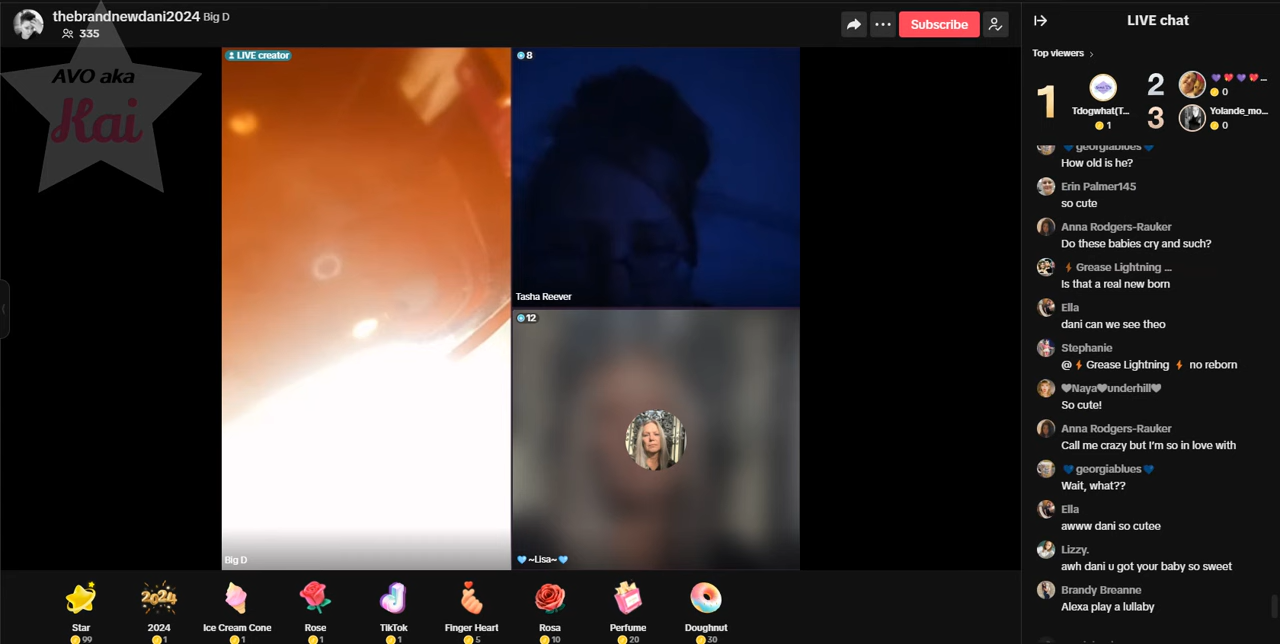 thebrandnewdani2024 Big D
335
Subscribe
AVO aka
Kai
LIVE creator
8
Tasha Reever
12
Big D
~Lisa~
Star
99
2024
2024
1
Ice Cream Cone
1
Rose
1
TikTok
1
Finger Heart
5
Rosa
10
Perfume
20
Doughnut
30
LIVE chat
Top viewers
1
Tdogwhat(T...
1
2
💜 💖 💜 💖 ...
0
3
Yolande_mo...
0
💙georgiablues💙
How old is he?
Erin Palmer145
so cute
Anna Rodgers-Rauker
Do these babies cry and such?
⚡Grease Lightning ...
Is that a real new born
Ella
dani can we see theo
Stephanie
@⚡Grease Lightning ⚡ no reborn
🖤Naya🖤underhill🖤
So cute!
Anna Rodgers-Rauker
Call me crazy but I'm so in love with
💙georgiablues💙
Wait, what??
Ella
awww dani so cutee
Lizzy.
awh dani u got your baby so sweet
Brandy Breanne
Alexa play a lullaby